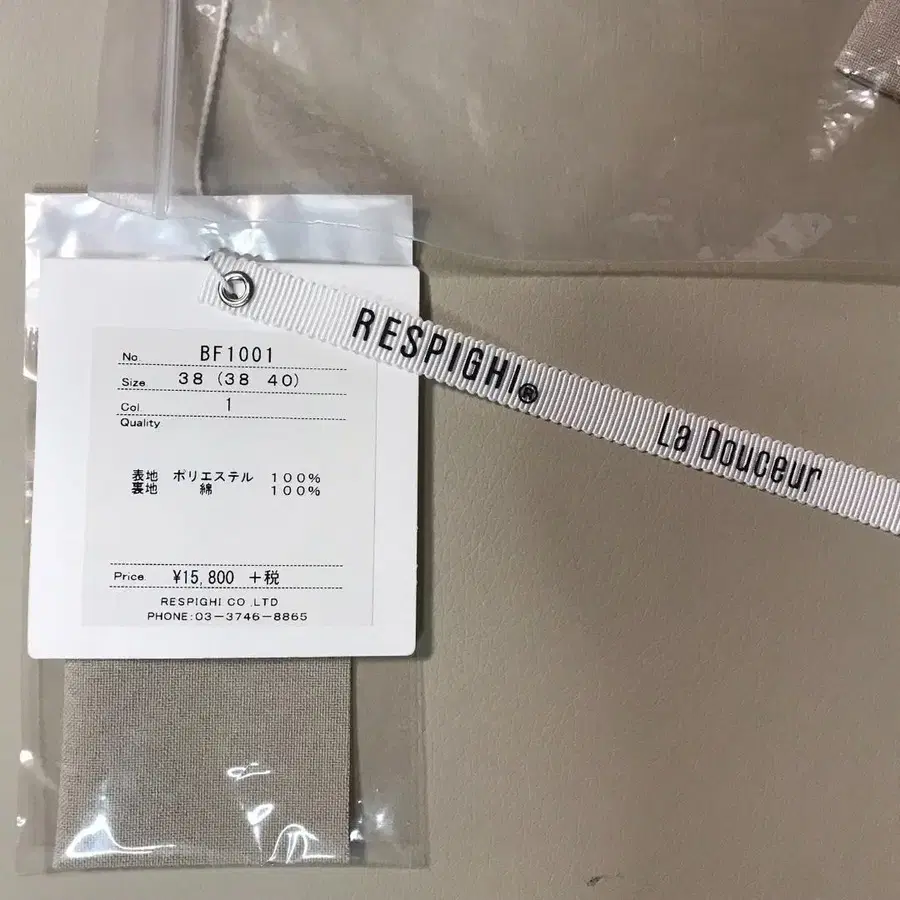 RESPIGHI®
La Douceur
No. BF1001
Size 38 (38 40)
Col. 1
Quality
表地 ポリエステル 100%
裏地 綿 100%
Price ¥15,800 +税
RESPIGHI CO.,LTD
PHONE:03-3746-8865